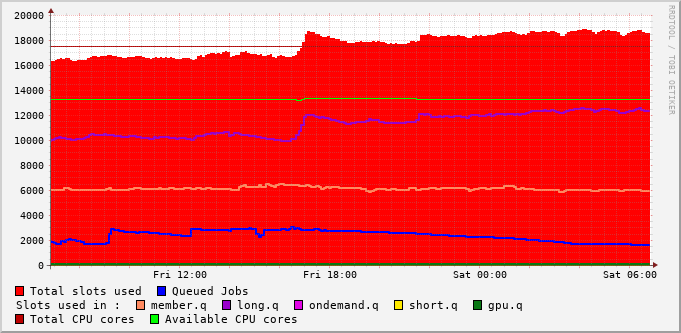 20000
18000
16000
14000
12000
10000
8000
6000
4000
2000
0
Fri 12:00 Fri 18:00 Sat 00:00 Sat 06:00
RRDTOOL / TOBI OETIKER
Total slots used Queued Jobs
Slots used in : member.q long.q ondemand.q short.q gpu.q
Total CPU cores Available CPU cores